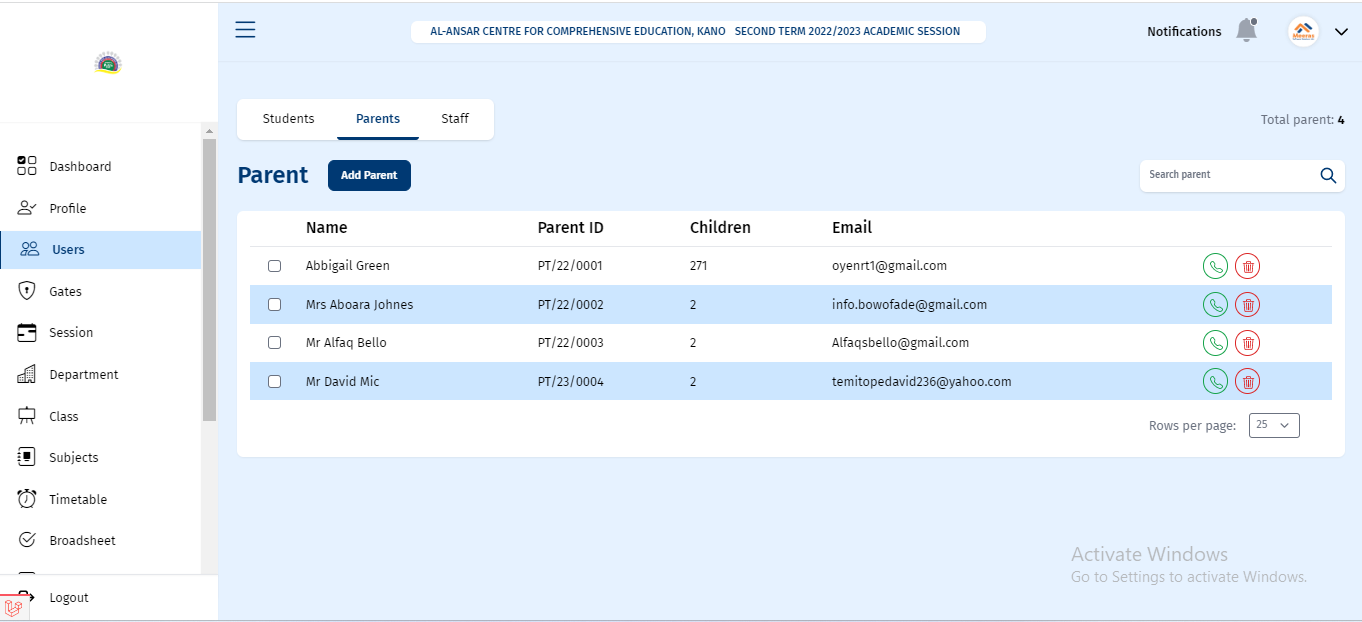 AL-ANSAR CENTRE FOR COMPREHENSIVE EDUCATION, KANO SECOND TERM 2022/2023 ACADEMIC SESSION
Notifications
Students Parents Staff
Total parent: 4
Parent Add Parent
Search parent
Dashboard
Profile
Users
Gates
Session
Department
Class
Subjects
Timetable
Broadsheet
Logout
Name Parent ID Children Email
Abbigail Green PT/22/0001 271 oyenrt1@gmail.com
Mrs Aboara Johnes PT/22/0002 2 info.bowofade@gmail.com
Mr Alfaq Bello PT/22/0003 2 Alfaqsbello@gmail.com
Mr David Mic PT/23/0004 2 temitopedavid236@yahoo.com
Rows per page: 25
Activate Windows
Go to Settings to activate Windows.